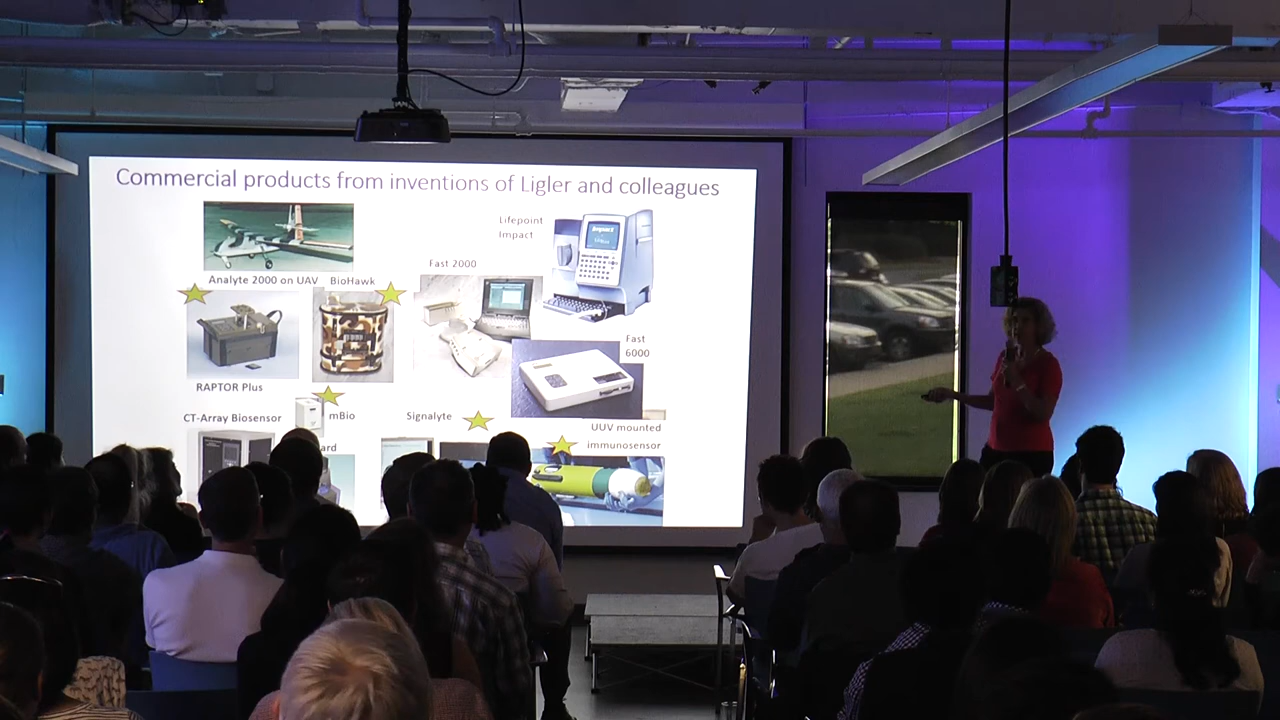 Commercial products from inventions of Ligler and colleagues
Lifepoint
Impact
Fast 2000
Analyte 2000 on UAV
BioHawk
Impact
Fast
6000
RAPTOR Plus
CT-Array Biosensor
mBio
Signalyte
UUV mounted
immunosensor